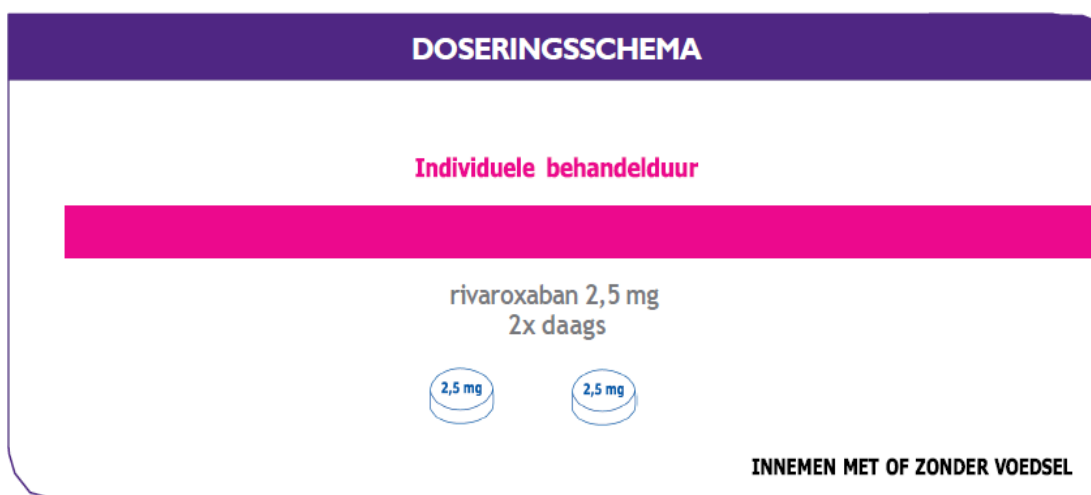 DOSERINGSSCHEMA
Individuele behandelduur
rivaroxaban 2,5 mg
2x daags
2,5 mg 2,5 mg
INNEMEN MET OF ZONDER VOEDSEL